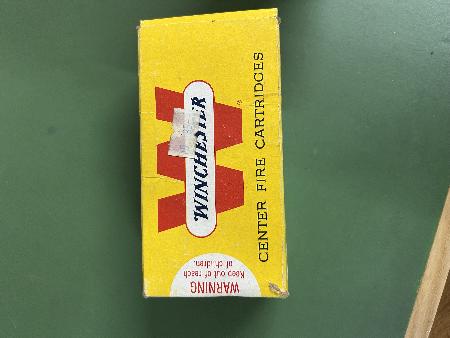 WINCHESTER
®
CENTER FIRE CARTRIDGES
WARNING
Keep out of reach
of children.